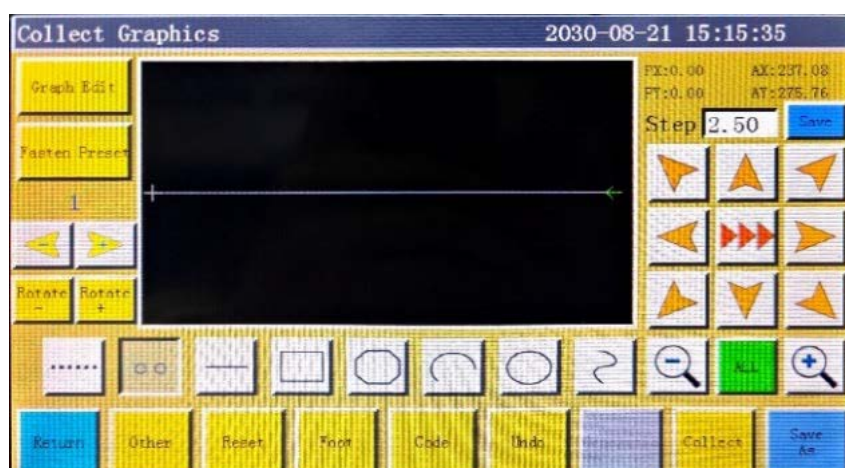 Collect Graphics 2030-08-21 15:15:35
Graph Edit
PX:0.00 AX:237.08
PY:0.00 AY:275.76
Step 2.50 Save
Fasten Preset
1
- +
Rotate - Rotate +
ALL
Return Other Reset Foot Code Undo Collect Save As